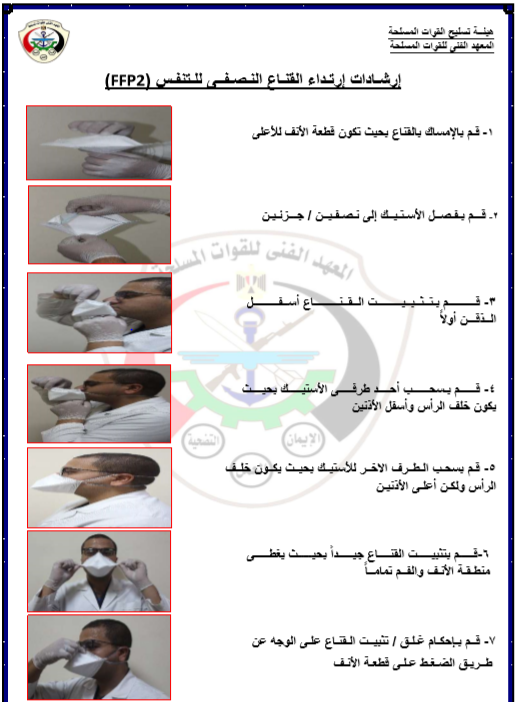 هيئة تسليح القوات المسلحة
المعهد الفنى للقوات المسلحة
إرشادات إرتداء القناع النصفي للتنفس (FFP2)
١- قم بالإمساك بالقناع بحيث تكون قطعة الأنف للأعلى
٢- قم بفصل الأستيك إلى نصفين / جزئين
٣- قم بتثبيت القناع أسفل
الذقن أولاً
٤- قم بسحب أحد طرفى الأستيك بحيث
يكون خلف الرأس وأسفل الأذنين
٥- قم بسحب الطرف الاخر للأستيك بحيث يكون خلف
الرأس ولكن أعلى الأذنين
٦- قم بتثبيت القناع جيداً بحيث يغطى
منطقة الأنف والفم تماماً
٧- قم بإحكام غلق / تثبيت القناع على الوجه عن
طريق الضغط على قطعة الأنف
المعهد الفنى للقوات المسلحة
الإيمان
التضحية